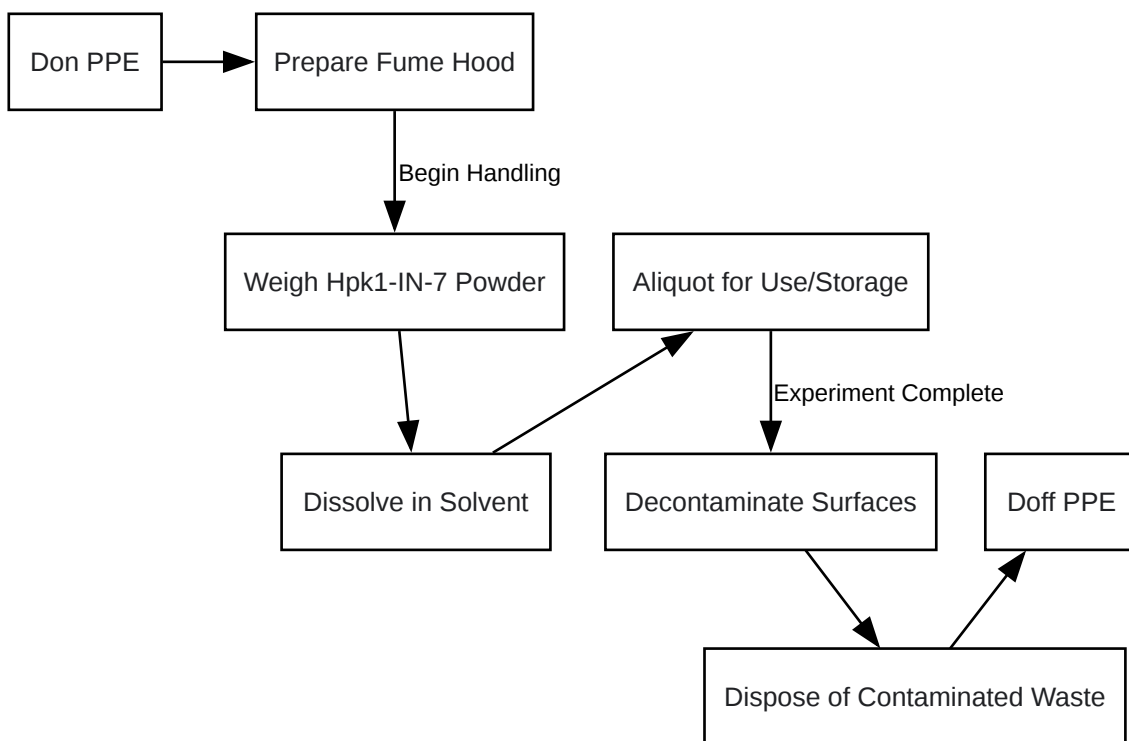 Don PPE
Prepare Fume Hood
Begin Handling
Weigh Hpk1-IN-7 Powder
Aliquot for Use/Storage
Experiment Complete
Dissolve in Solvent
Decontaminate Surfaces
Doff PPE
Dispose of Contaminated Waste